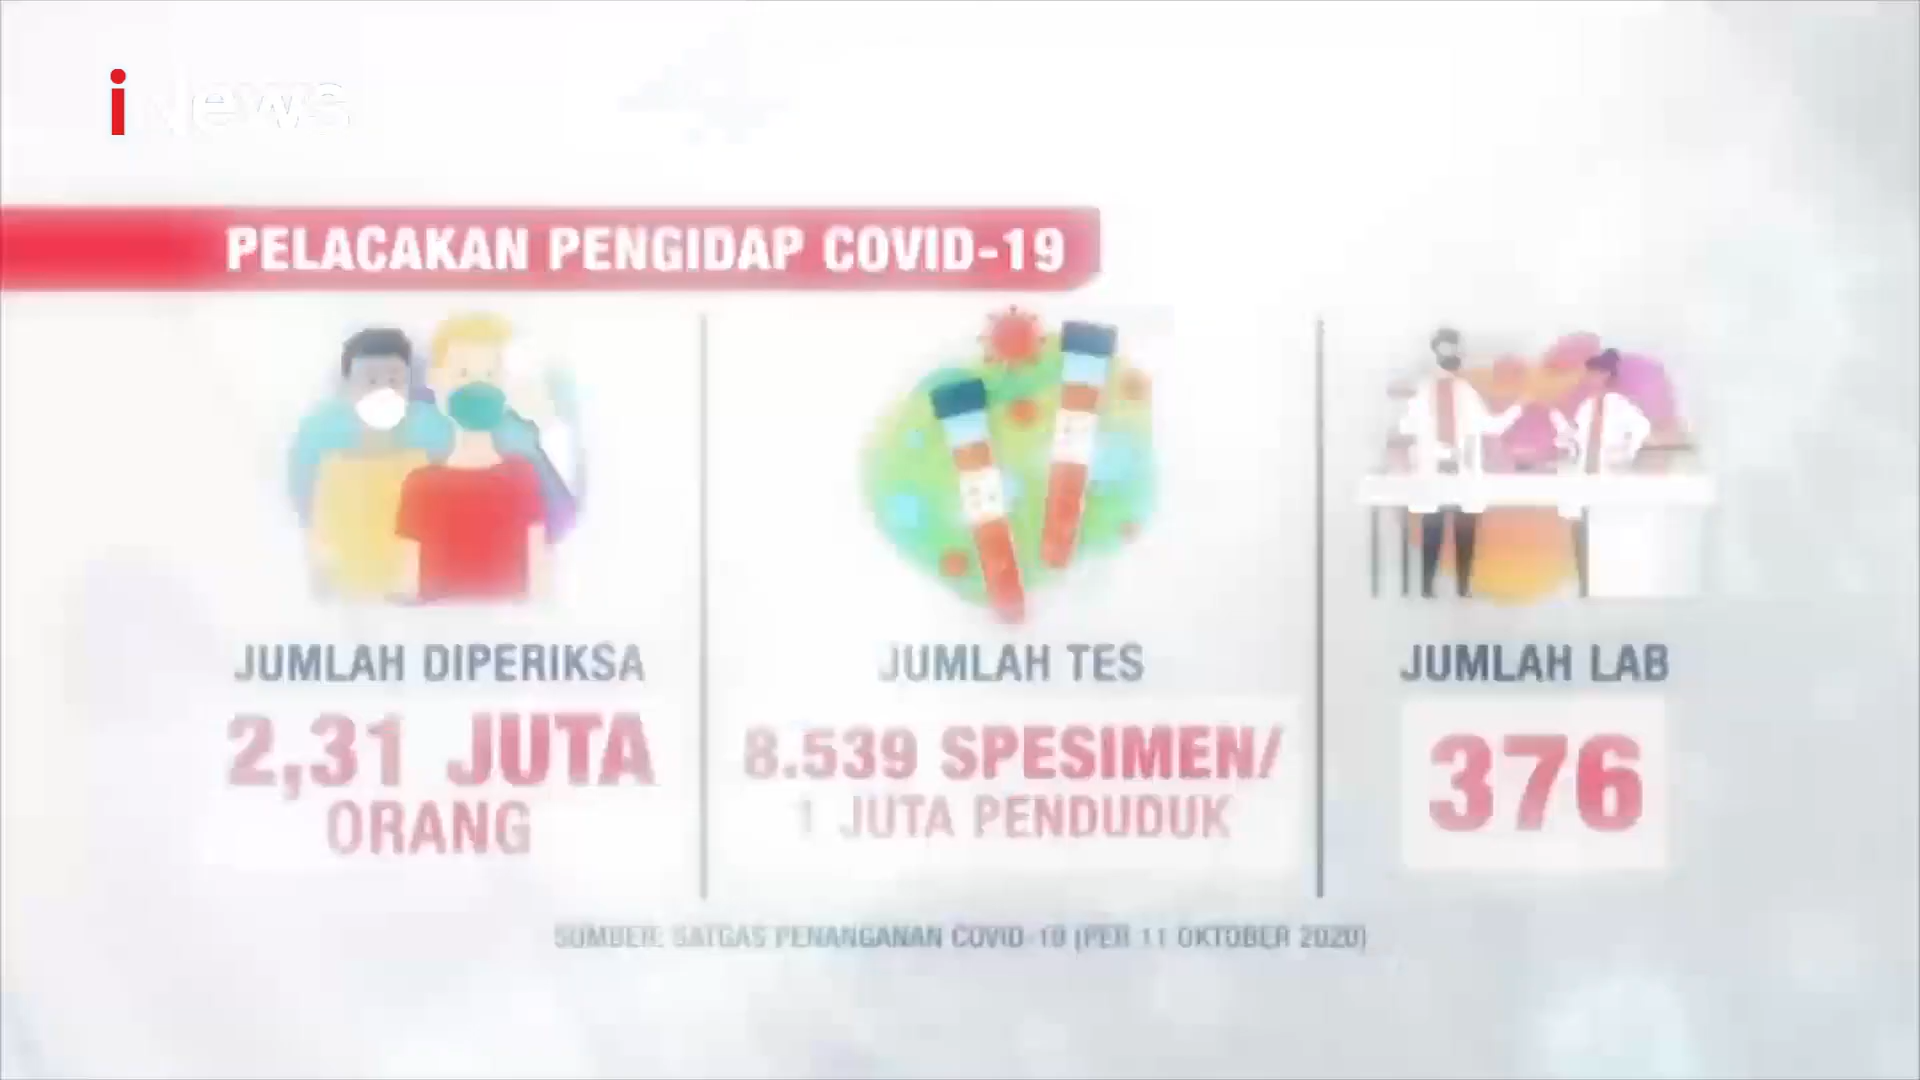 iNews
PELACAKAN PENGIDAP COVID-19
JUMLAH DIPERIKSA
2,31 JUTA
ORANG
JUMLAH TES
8.539 SPESIMEN/
1 JUTA PENDUDUK
JUMLAH LAB
376
SUMBER: SATGAS PENANGANAN COVID-19 (PER 11 OKTOBER 2020)